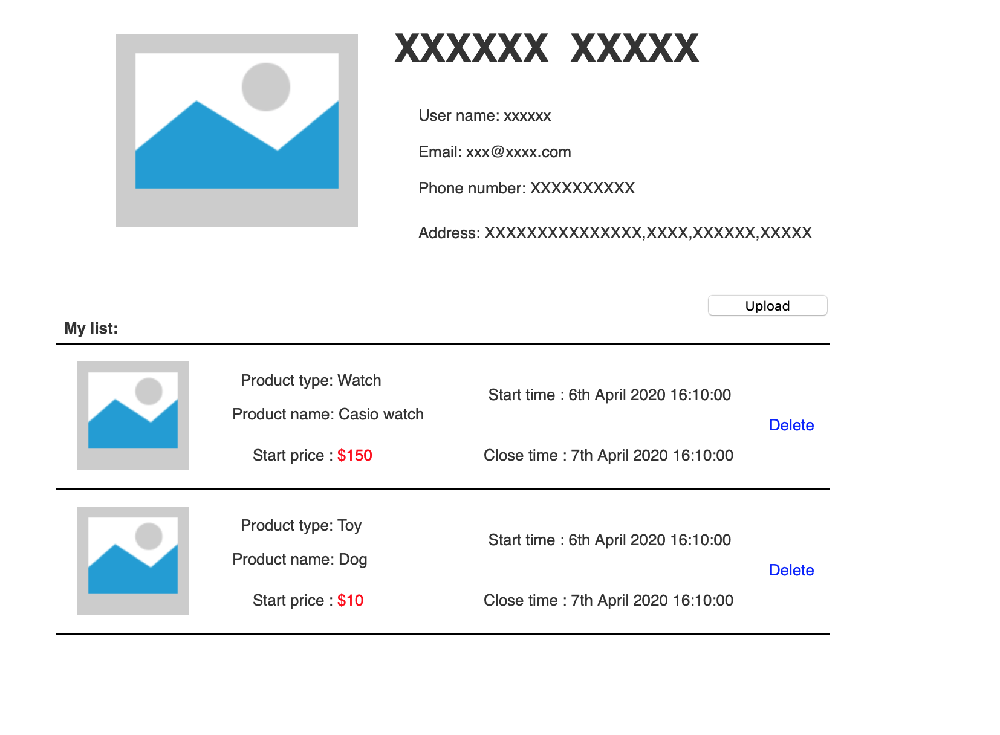 XXXXXX XXXXX
User name: xxxxxx
Email: xxx@xxxx.com
Phone number: XXXXXXXXXX
Address: XXXXXXXXXXXXXXX,XXXX,XXXXXX,XXXXX
Upload
My list:
Product type: Watch
Product name: Casio watch
Start price : $150
Start time : 6th April 2020 16:10:00
Close time : 7th April 2020 16:10:00
Delete
Product type: Toy
Product name: Dog
Start price : $10
Start time : 6th April 2020 16:10:00
Close time : 7th April 2020 16:10:00
Delete